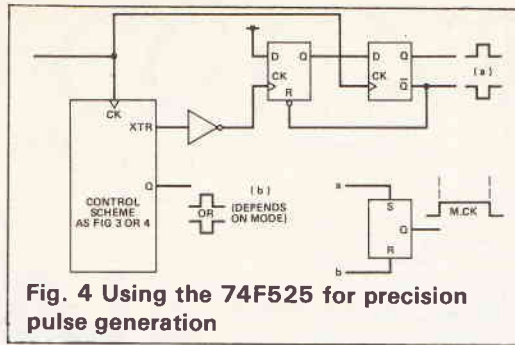 D
Q
D
Q
(a)
CK
CK
Q̅
R
CK
XTR
Q
(b)
CONTROL
SCHEME
AS FIG 3 OR 4
OR
(DEPENDS
ON MODE)
a
S
Q
M.CK
R
b
Fig. 4 Using the 74F525 for precision
pulse generation